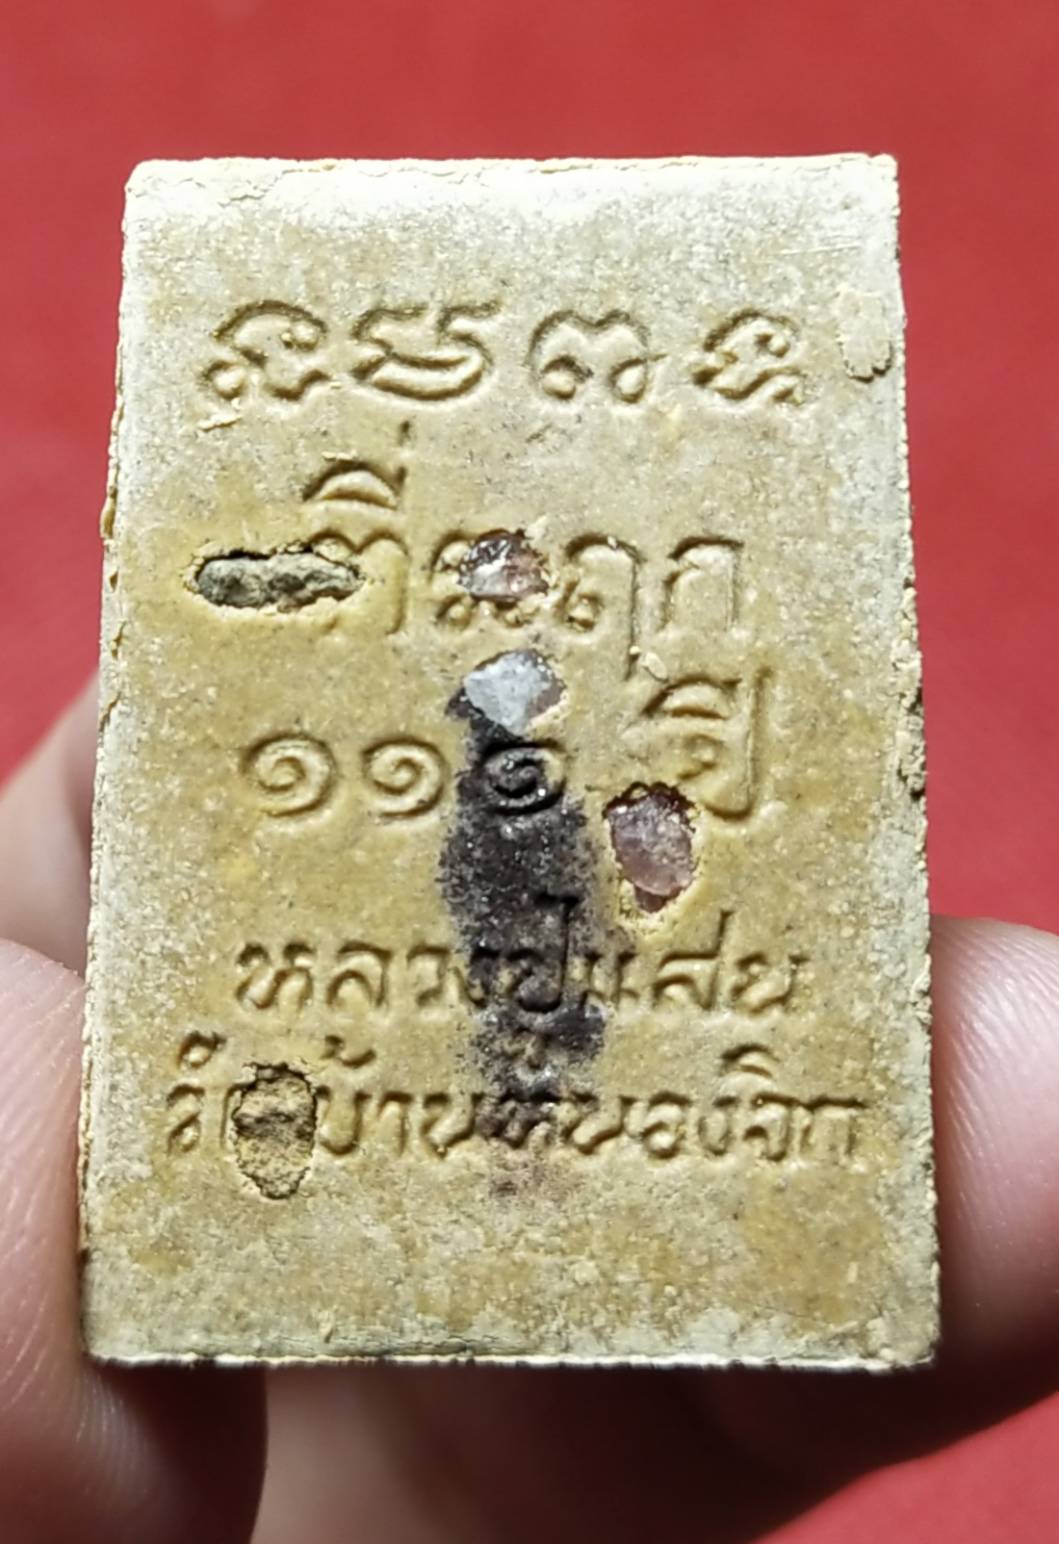 ที่ระลึก
๑๑๑ ปี
หลวงปู่แสน
วัดบ้านหนองจิก